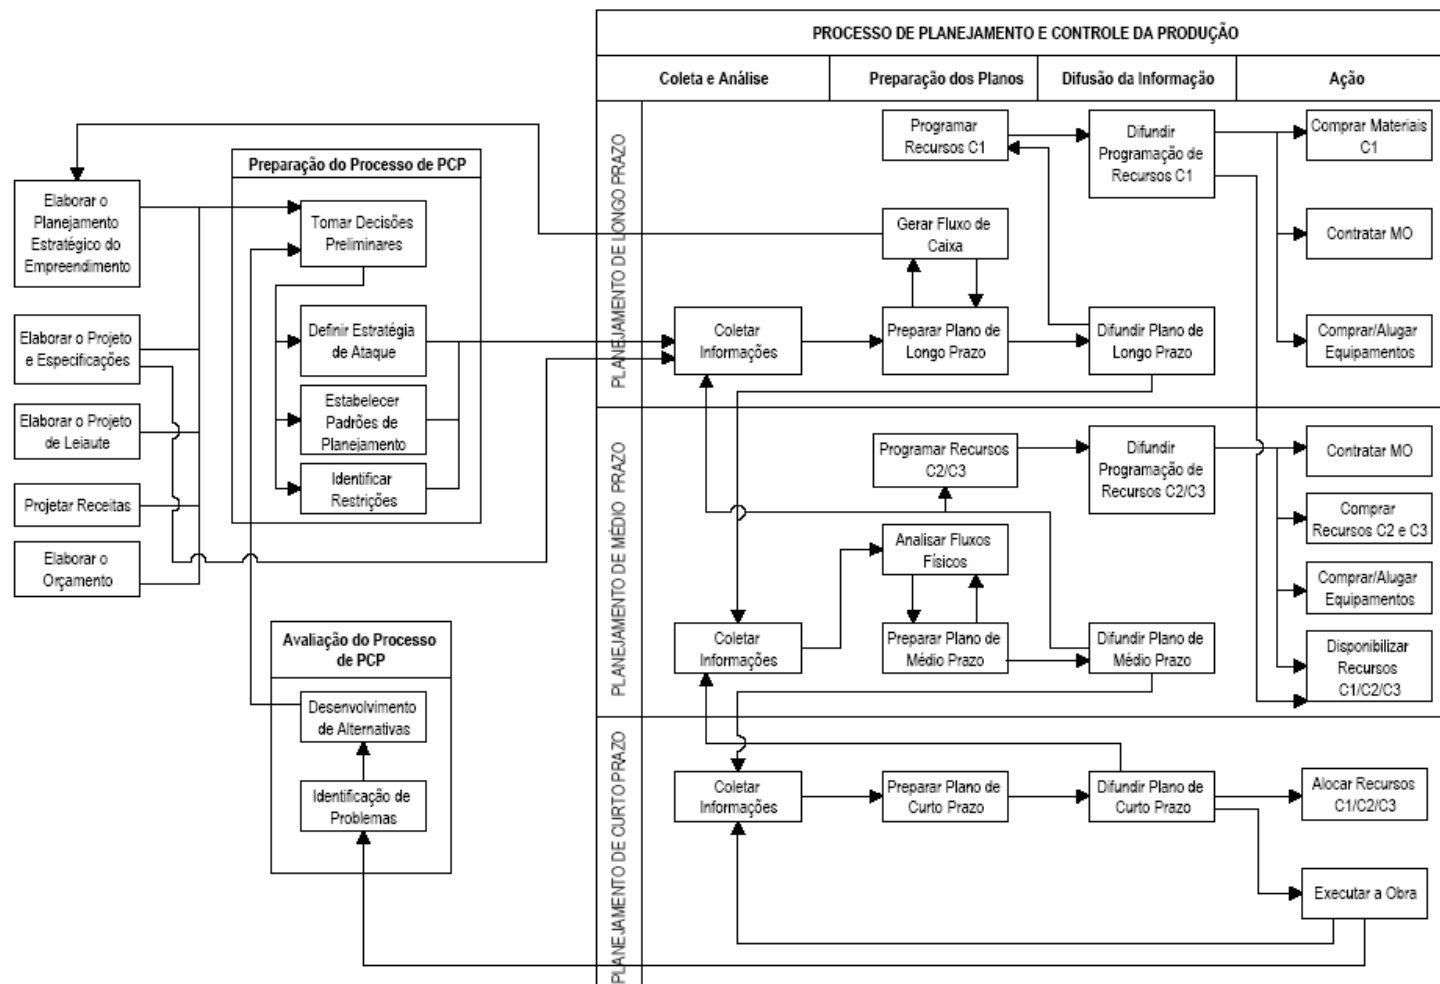 PROCESSO DE PLANEJAMENTO E CONTROLE DA PRODUÇÃO
Coleta e Análise
Preparação dos Planos
Difusão da Informação
Ação
Elaborar o
Planejamento
Estratégico do
Empreendimento
Elaborar o Projeto
e Especificações
Elaborar o Projeto
de Leiaute
Projetar Receitas
Elaborar o
Orçamento
Preparação do Processo de PCP
Tomar Decisões
Preliminares
Definir Estratégia
de Ataque
Estabelecer
Padrões de
Planejamento
Identificar
Restrições
Avaliação do Processo
de PCP
Desenvolvimento
de Alternativas
Identificação de
Problemas
PLANEJAMENTO DE LONGO PRAZO
Programar
Recursos C1
Difundir
Programação de
Recursos C1
Comprar Materiais
C1
Gerar Fluxo de
Caixa
Contratar MO
Coletar
Informações
Preparar Plano de
Longo Prazo
Difundir Plano de
Longo Prazo
Comprar/Alugar
Equipamentos
PLANEJAMENTO DE MÉDIO PRAZO
Programar Recursos
C2/C3
Difundir
Programação de
Recursos C2/C3
Contratar MO
Comprar
Recursos C2 e C3
Analisar Fluxos
Físicos
Comprar/Alugar
Equipamentos
Coletar
Informações
Preparar Plano de
Médio Prazo
Difundir Plano de
Médio Prazo
Disponibilizar
Recursos
C1/C2/C3
PLANEJAMENTO DE CURTO PRAZO
Coletar
Informações
Preparar Plano de
Curto Prazo
Difundir Plano de
Curto Prazo
Alocar Recursos
C1/C2/C3
Executar a Obra